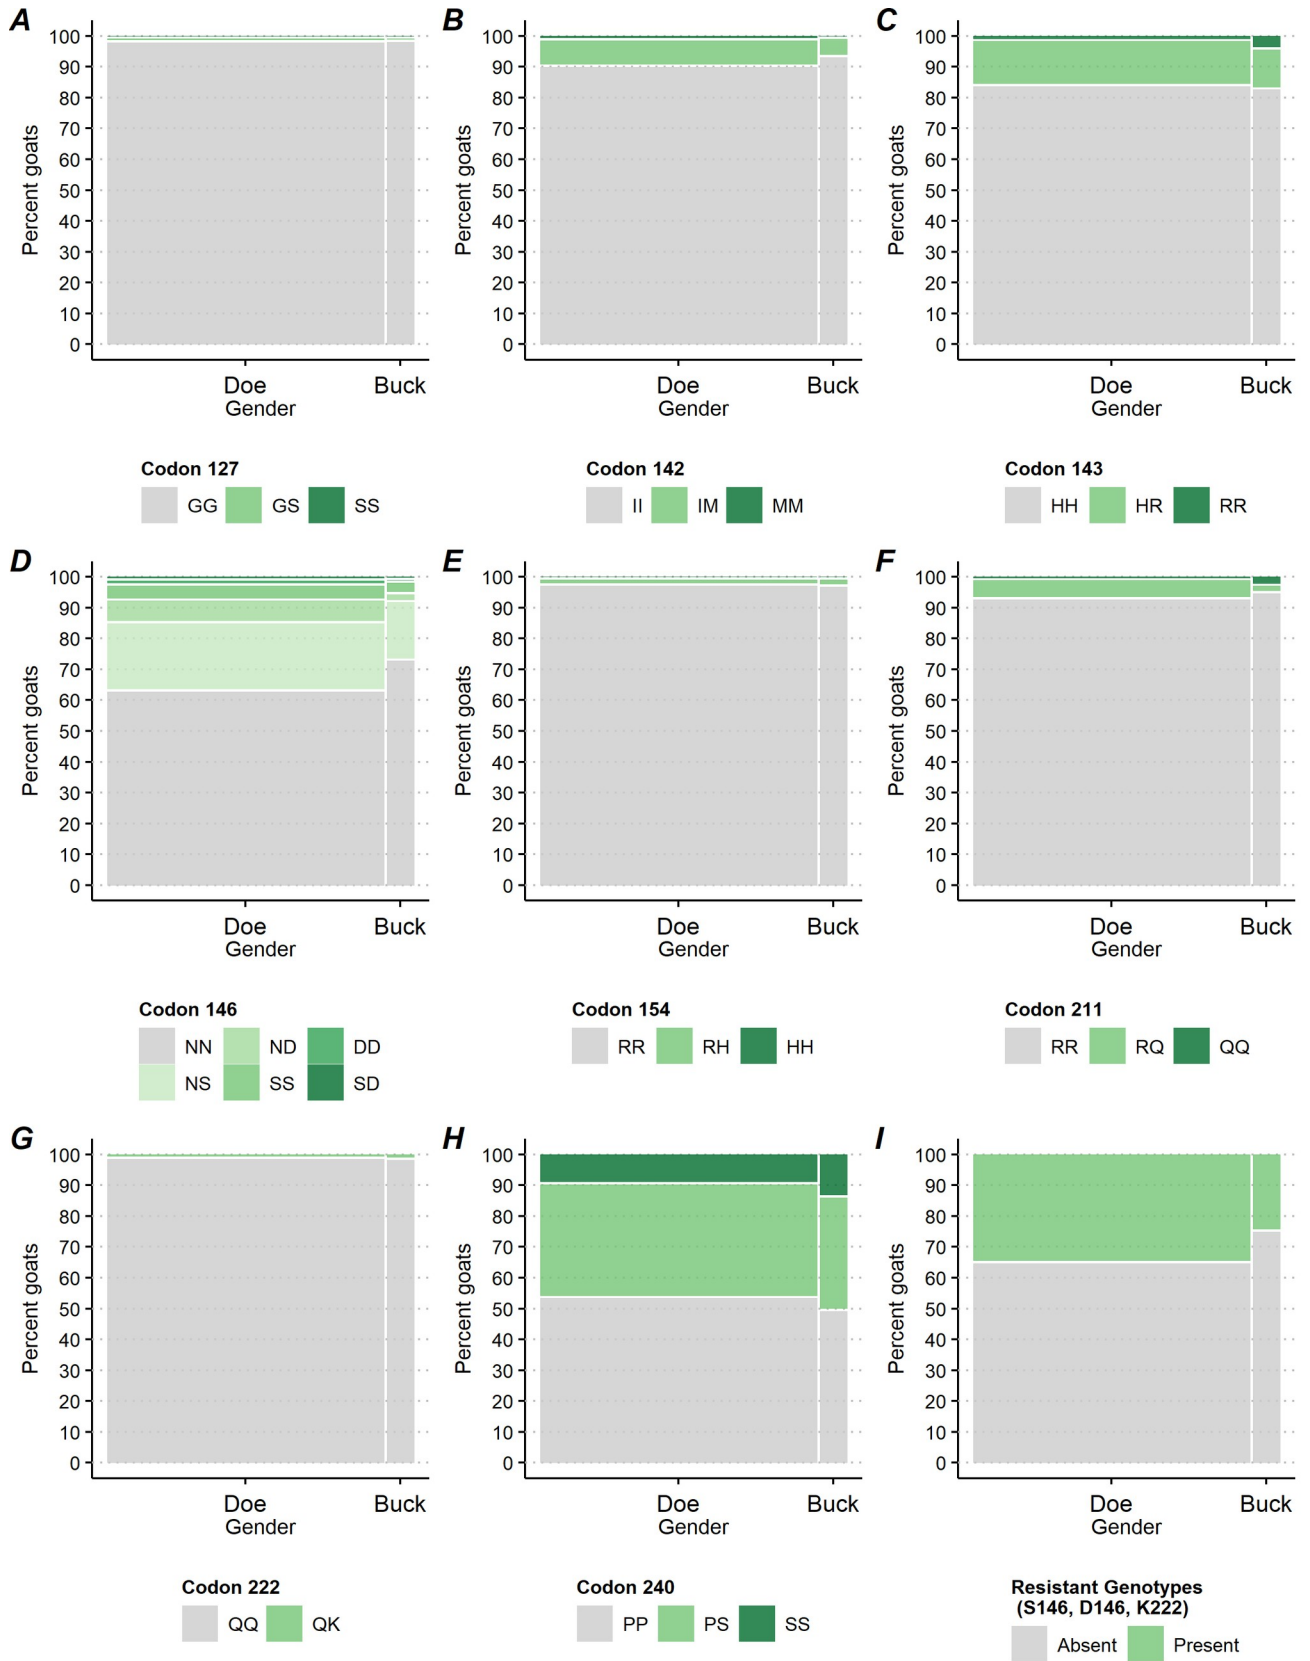 A
B
C
Percent goats
100
90
80
70
60
50
40
30
20
10
0
Doe
Buck
Gender
Percent goats
100
90
80
70
60
50
40
30
20
10
0
Doe
Buck
Gender
Percent goats
100
90
80
70
60
50
40
30
20
10
0
Doe
Buck
Gender
Codon 127
GG GS SS
Codon 142
II IM MM
Codon 143
HH HR RR
D
E
F
Percent goats
100
90
80
70
60
50
40
30
20
10
0
Doe
Buck
Gender
Percent goats
100
90
80
70
60
50
40
30
20
10
0
Doe
Buck
Gender
Percent goats
100
90
80
70
60
50
40
30
20
10
0
Doe
Buck
Gender
Codon 146
NN ND DD
NS SS SD
Codon 154
RR RH HH
Codon 211
RR RQ QQ
G
H
I
Percent goats
100
90
80
70
60
50
40
30
20
10
0
Doe
Buck
Gender
Percent goats
100
90
80
70
60
50
40
30
20
10
0
Doe
Buck
Gender
Percent goats
100
90
80
70
60
50
40
30
20
10
0
Doe
Buck
Gender
Codon 222
QQ QK
Codon 240
PP PS SS
Resistant Genotypes
(S146, D146, K222)
Absent Present